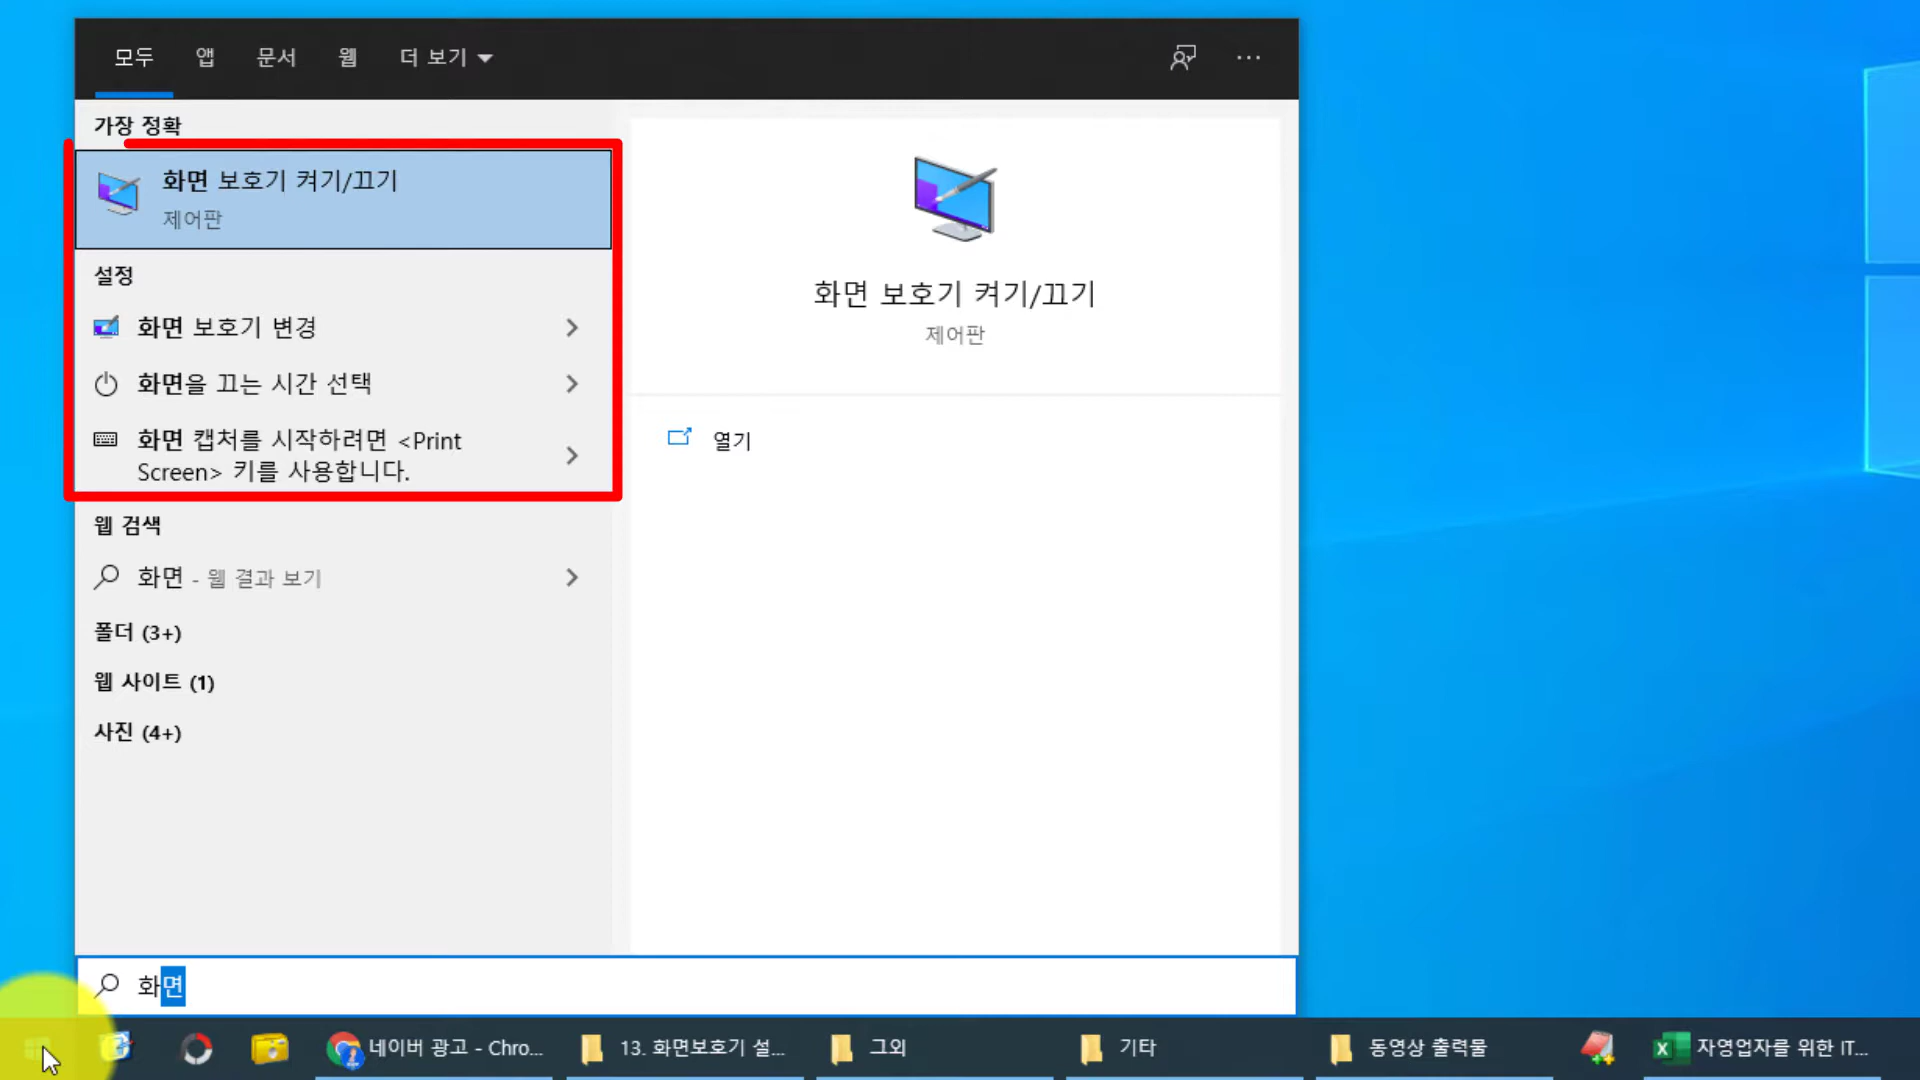 모두 앱 문서 웹 더 보기
가장 정확
화면 보호기 켜기/끄기
제어판
설정
화면 보호기 변경
화면을 끄는 시간 선택
화면 캡처를 시작하려면 <Print
Screen> 키를 사용합니다.
웹 검색
화면 - 웹 결과 보기
폴더 (3+)
웹 사이트 (1)
사진 (4+)
화면 보호기 켜기/끄기
제어판
열기
화면
네이버 광고 - Chro... 13. 화면보호기 설... 그외 기타 동영상 출력물 자영업자를 위한 IT...